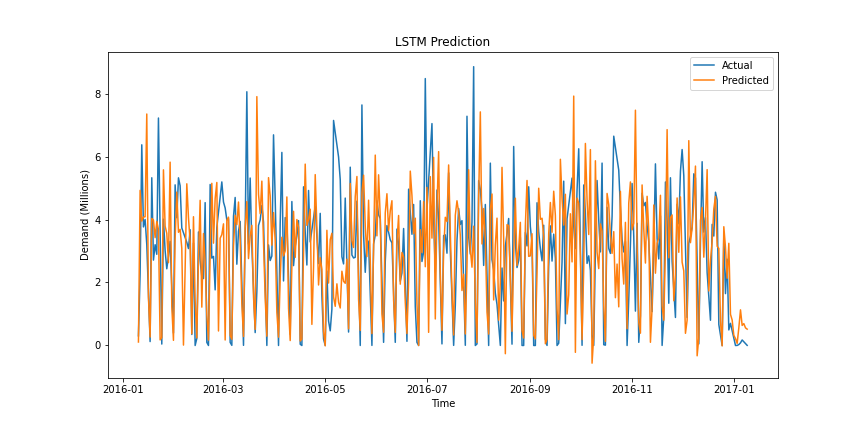 LSTM Prediction
Actual
Predicted
Demand (Millions)
8
6
4
2
0
2016-01 2016-03 2016-05 2016-07 2016-09 2016-11 2017-01
Time